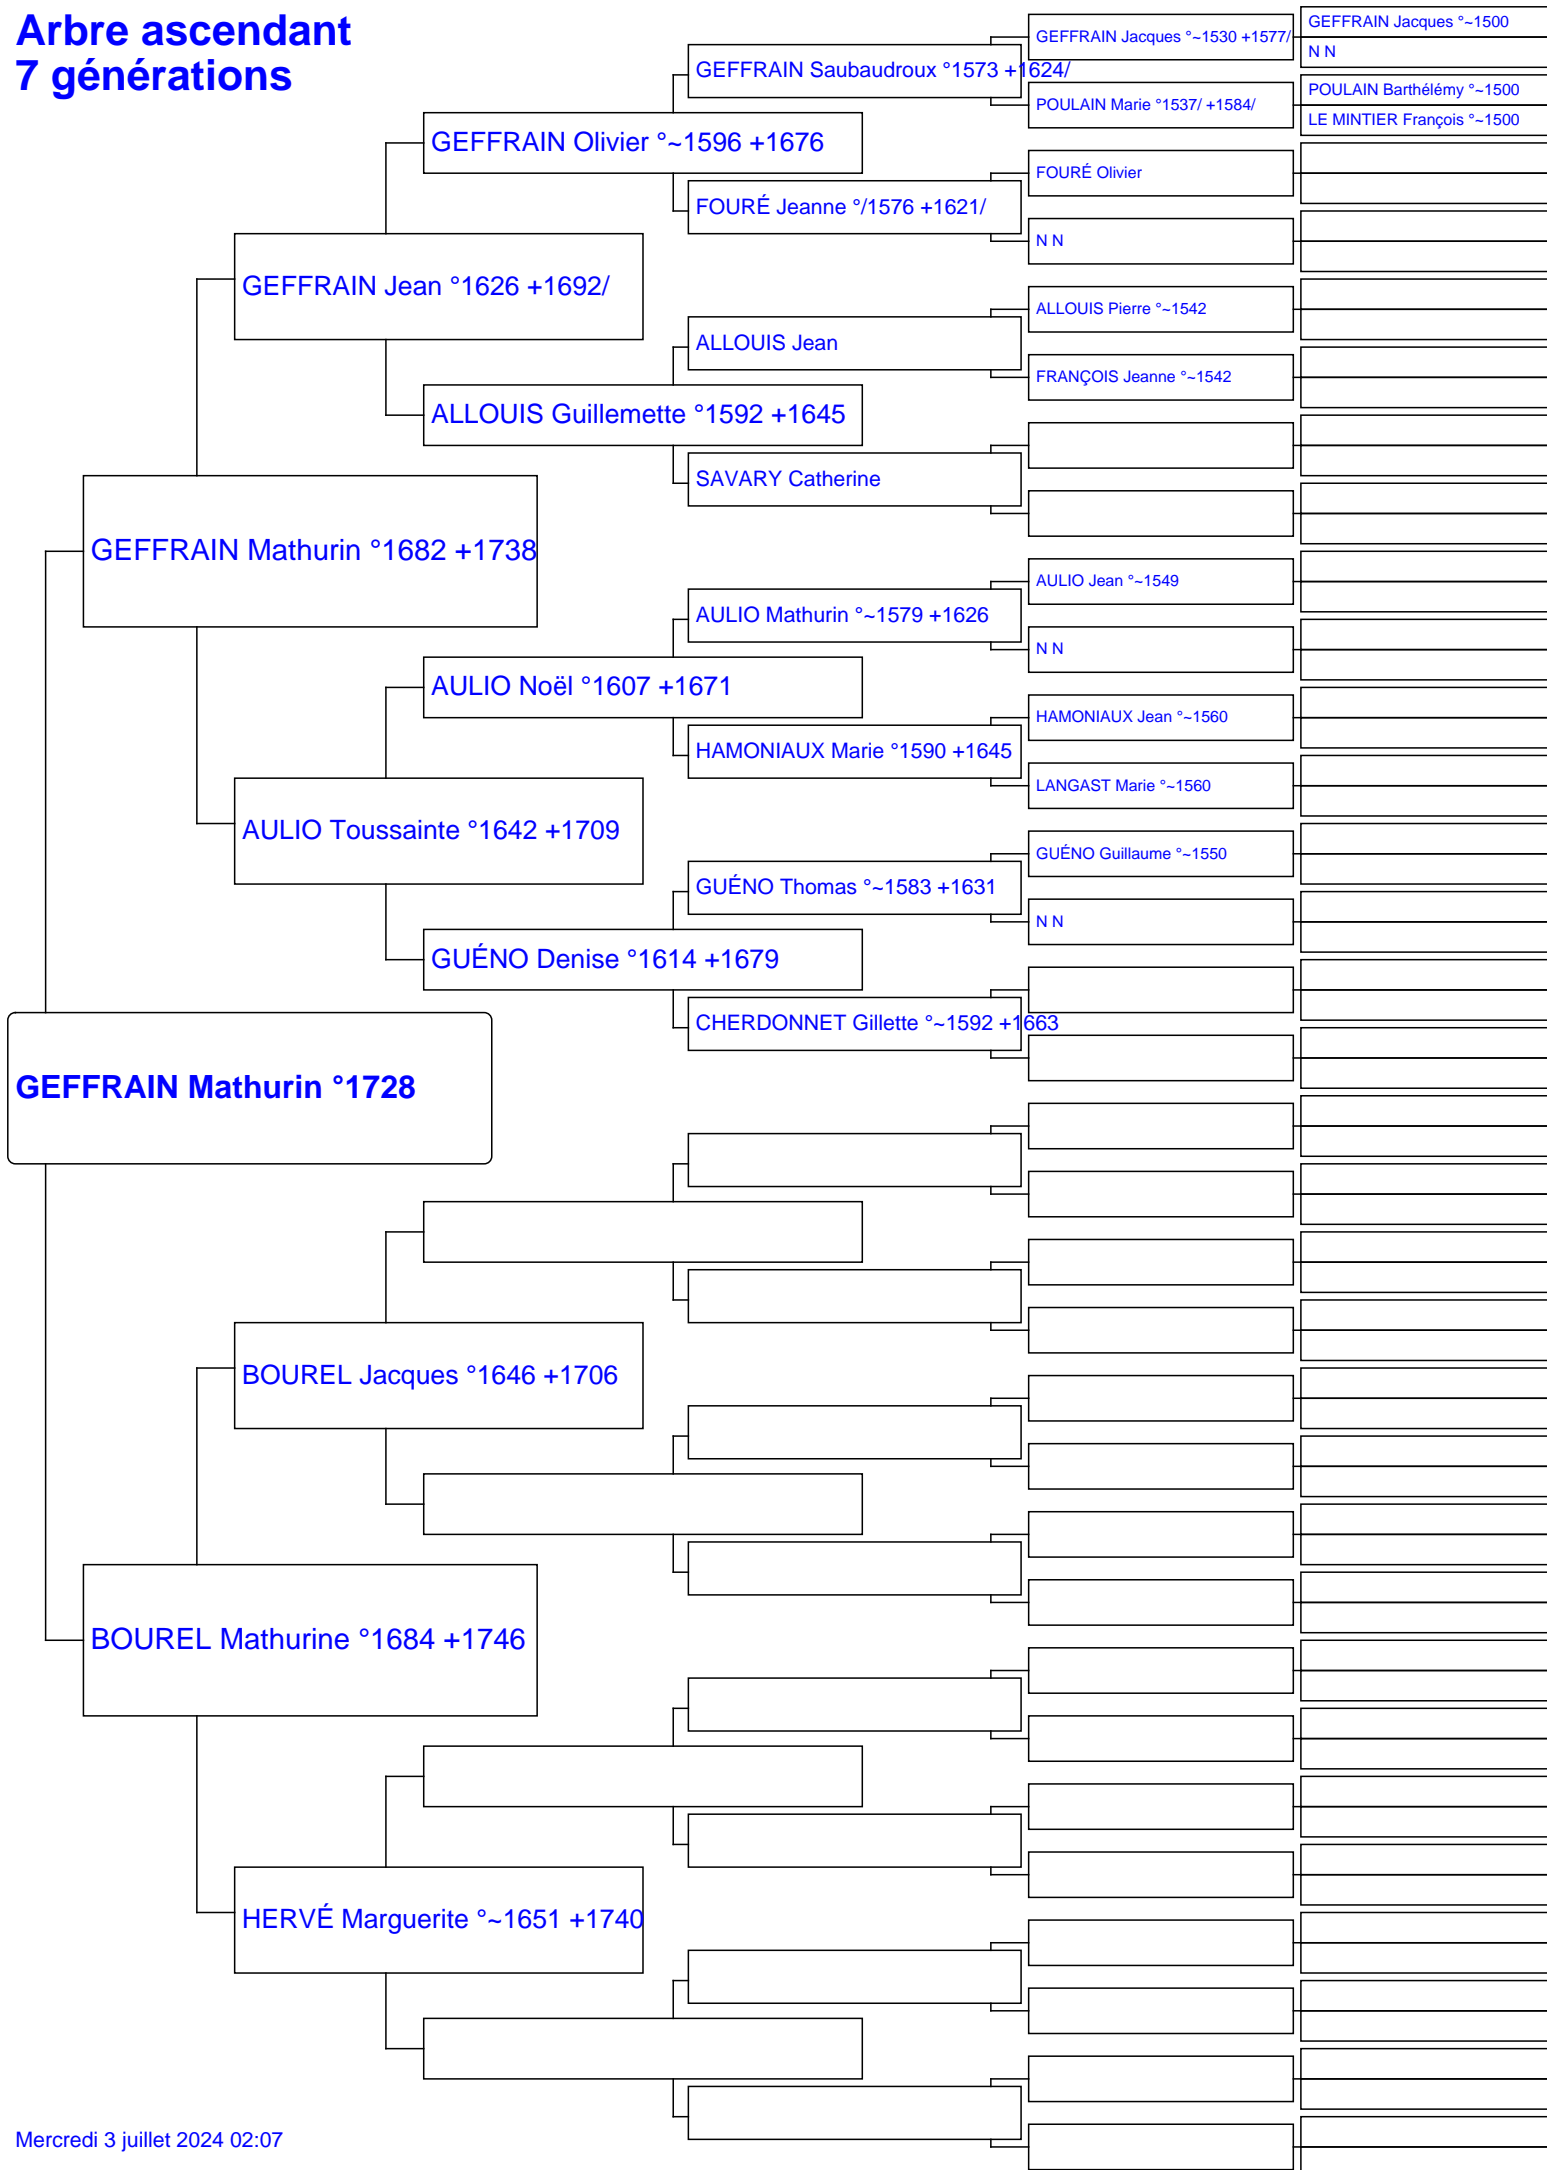 Arbre ascendant
7 générations
GEFFRAIN Mathurin °1728
GEFFRAIN Mathurin °1682 +1738
BOUREL Mathurine °1684 +1746
GEFFRAIN Jean °1626 +1692/
AULIO Toussainte °1642 +1709
BOUREL Jacques °1646 +1706
HERVÉ Marguerite °~1651 +1740
GEFFRAIN Olivier °~1596 +1676
ALLOUIS Guillemette °1592 +1645
AULIO Noël °1607 +1671
GUÉNO Denise °1614 +1679
GEFFRAIN Saubaudroux °1573 +1624/
FOURÉ Jeanne °/1576 +1621/
ALLOUIS Jean
SAVARY Catherine
AULIO Mathurin °~1579 +1626
HAMONIAUX Marie °1590 +1645
GUÉNO Thomas °~1583 +1631
CHERDONNET Gillette °~1592 +1663
GEFFRAIN Jacques °~1530 +1577/
POULAIN Marie °1537/ +1584/
FOURÉ Olivier
N N
ALLOUIS Pierre °~1542
FRANÇOIS Jeanne °~1542
AULIO Jean °~1549
N N
HAMONIAUX Jean °~1560
LANGAST Marie °~1560
GUÉNO Guillaume °~1550
N N
GEFFRAIN Jacques °~1500
N N
POULAIN Barthélémy °~1500
LE MINTIER François °~1500
Mercredi 3 juillet 2024 02:07